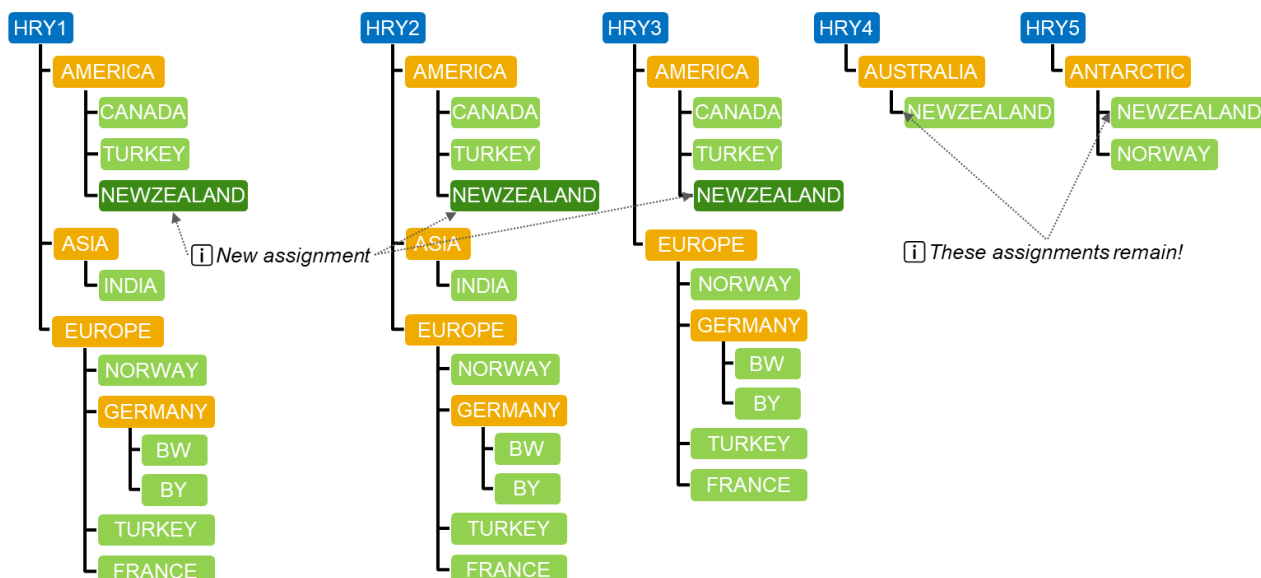 HRY1
AMERICA
CANADA
TURKEY
NEWZEALAND
ASIA
INDIA
EUROPE
NORWAY
GERMANY
BW
BY
TURKEY
FRANCE
i New assignment
HRY2
AMERICA
CANADA
TURKEY
NEWZEALAND
ASIA
INDIA
EUROPE
NORWAY
GERMANY
BW
BY
TURKEY
FRANCE
HRY3
AMERICA
CANADA
TURKEY
NEWZEALAND
EUROPE
NORWAY
GERMANY
BW
BY
TURKEY
FRANCE
HRY4
AUSTRALIA
NEWZEALAND
HRY5
ANTARCTIC
NEWZEALAND
NORWAY
i These assignments remain!